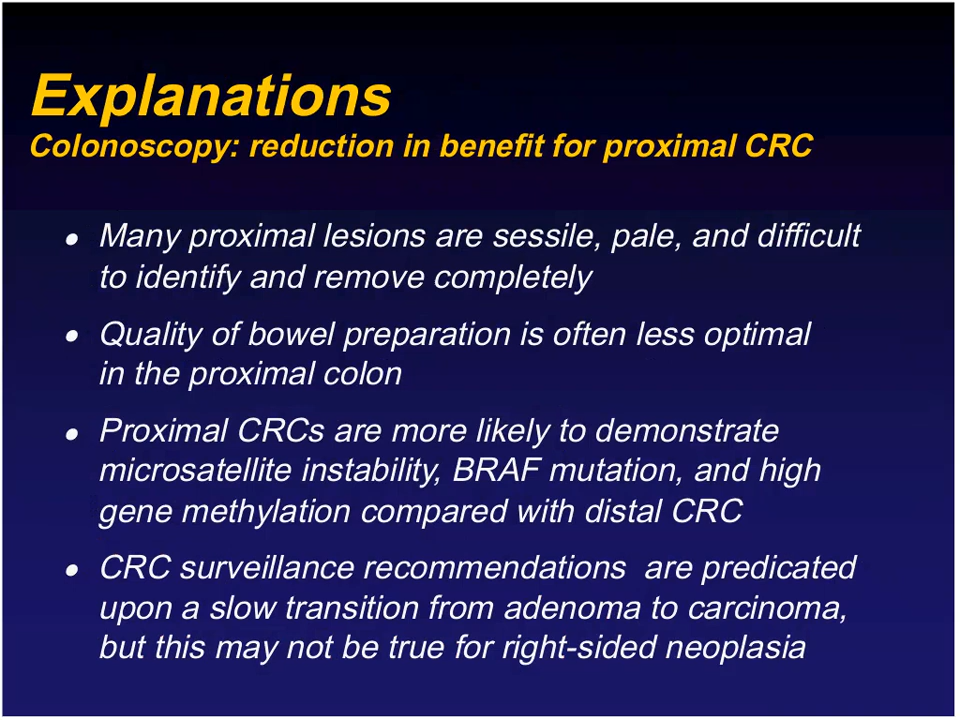 Explanations
Colonoscopy: reduction in benefit for proximal CRC
• Many proximal lesions are sessile, pale, and difficult
to identify and remove completely
• Quality of bowel preparation is often less optimal
in the proximal colon
• Proximal CRCs are more likely to demonstrate
microsatellite instability, BRAF mutation, and high
gene methylation compared with distal CRC
• CRC surveillance recommendations  are predicated
upon a slow transition from adenoma to carcinoma,
but this may not be true for right-sided neoplasia